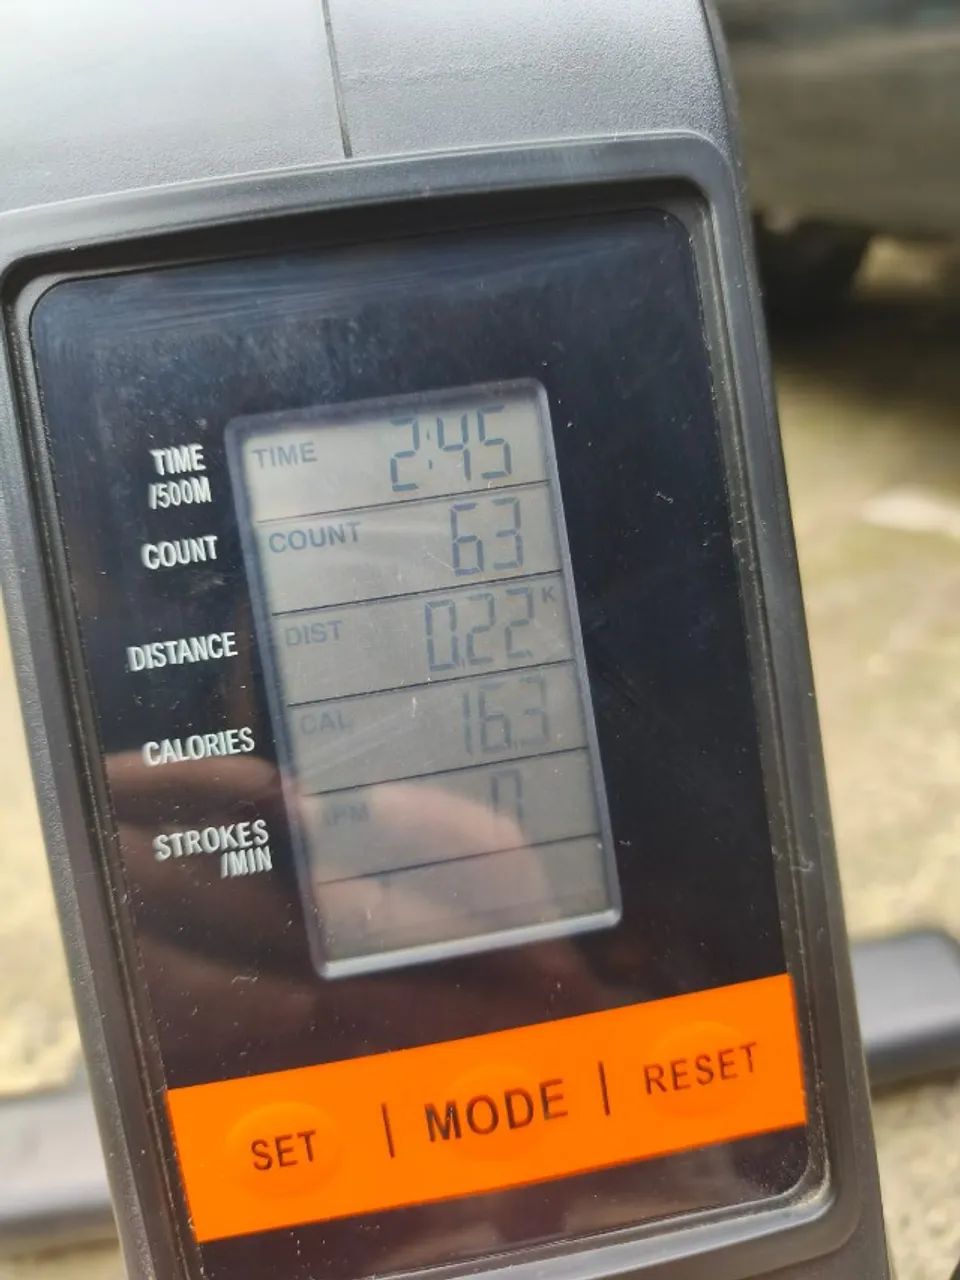 TIME
/500M
TIME 2:45
COUNT
COUNT 63
DISTANCE
DIST 0.22 K
CALORIES
CAL 16.3
STROKES
/MIN
RPM 0
SET | MODE | RESET